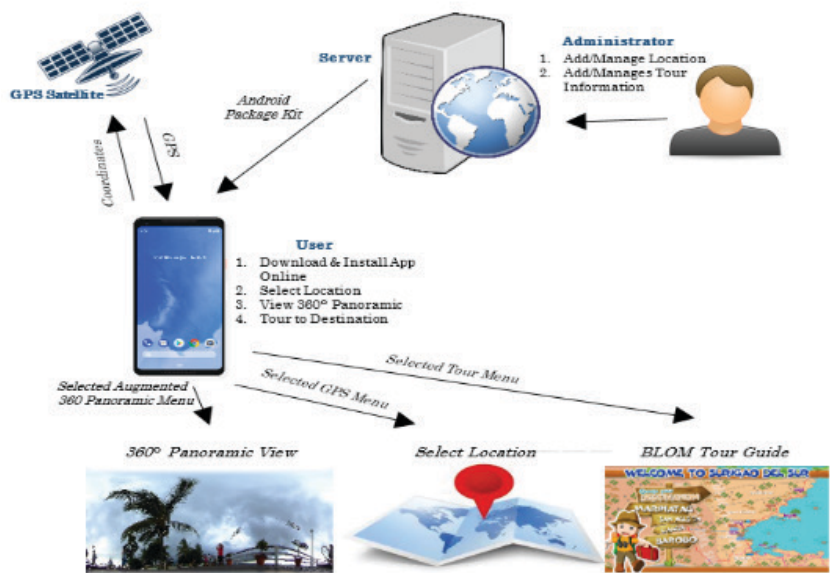 GPS Satellite
Server
Administrator
1. Add/Manage Location
2. Add/Manages Tour
Information
Android
Package Kit
Coordinates
GPS
User
1. Download & Install App
Online
2. Select Location
3. View 360° Panoramic
4. Tour to Destination
Selected Tour Menu
Selected GPS Menu
Selected Augmented
360 Panoramic Menu
360° Panoramic View
Select Location
BLOM Tour Guide
WELCOME TO SURIGAO DEL SUR
MARIHATAG
BAROBO